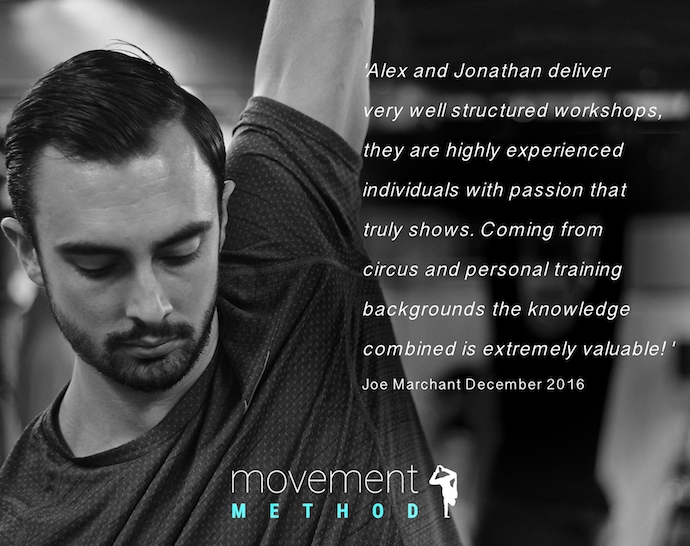 'Alex and Jonathan deliver
very well structured workshops,
they are highly experienced
individuals with passion that
truly shows. Coming from
circus and personal training
backgrounds the knowledge
combined is extremely valuable! '
Joe Marchant December 2016
movement
METHOD